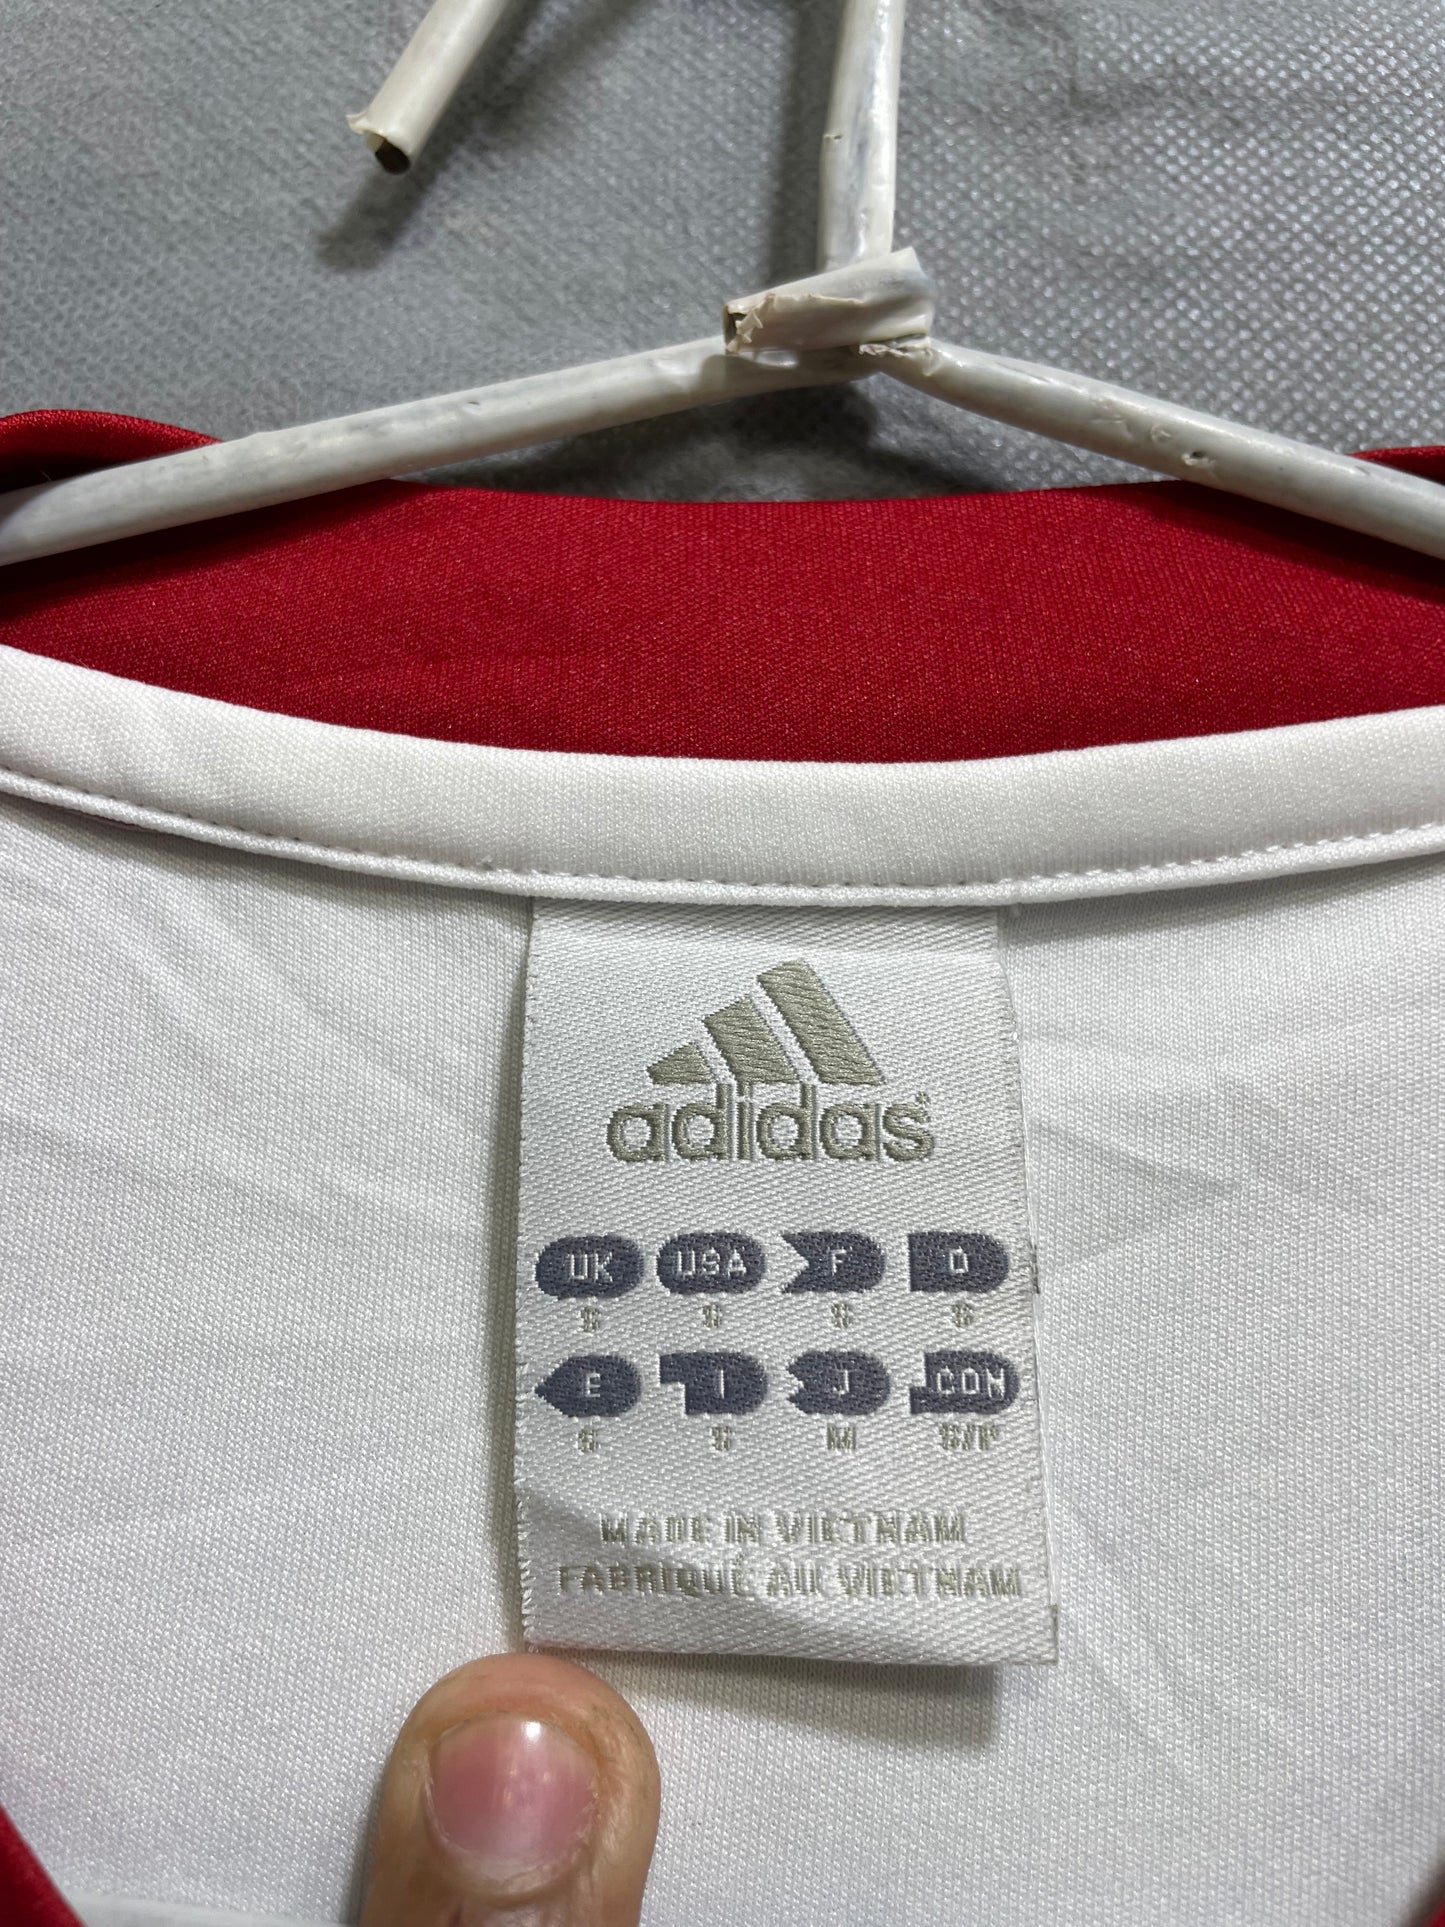 adidas®
UK USA F D
S S S S
E I J CON
S S M S/P
MADE IN VIETNAM
FABRIQUÉ AU VIETNAM